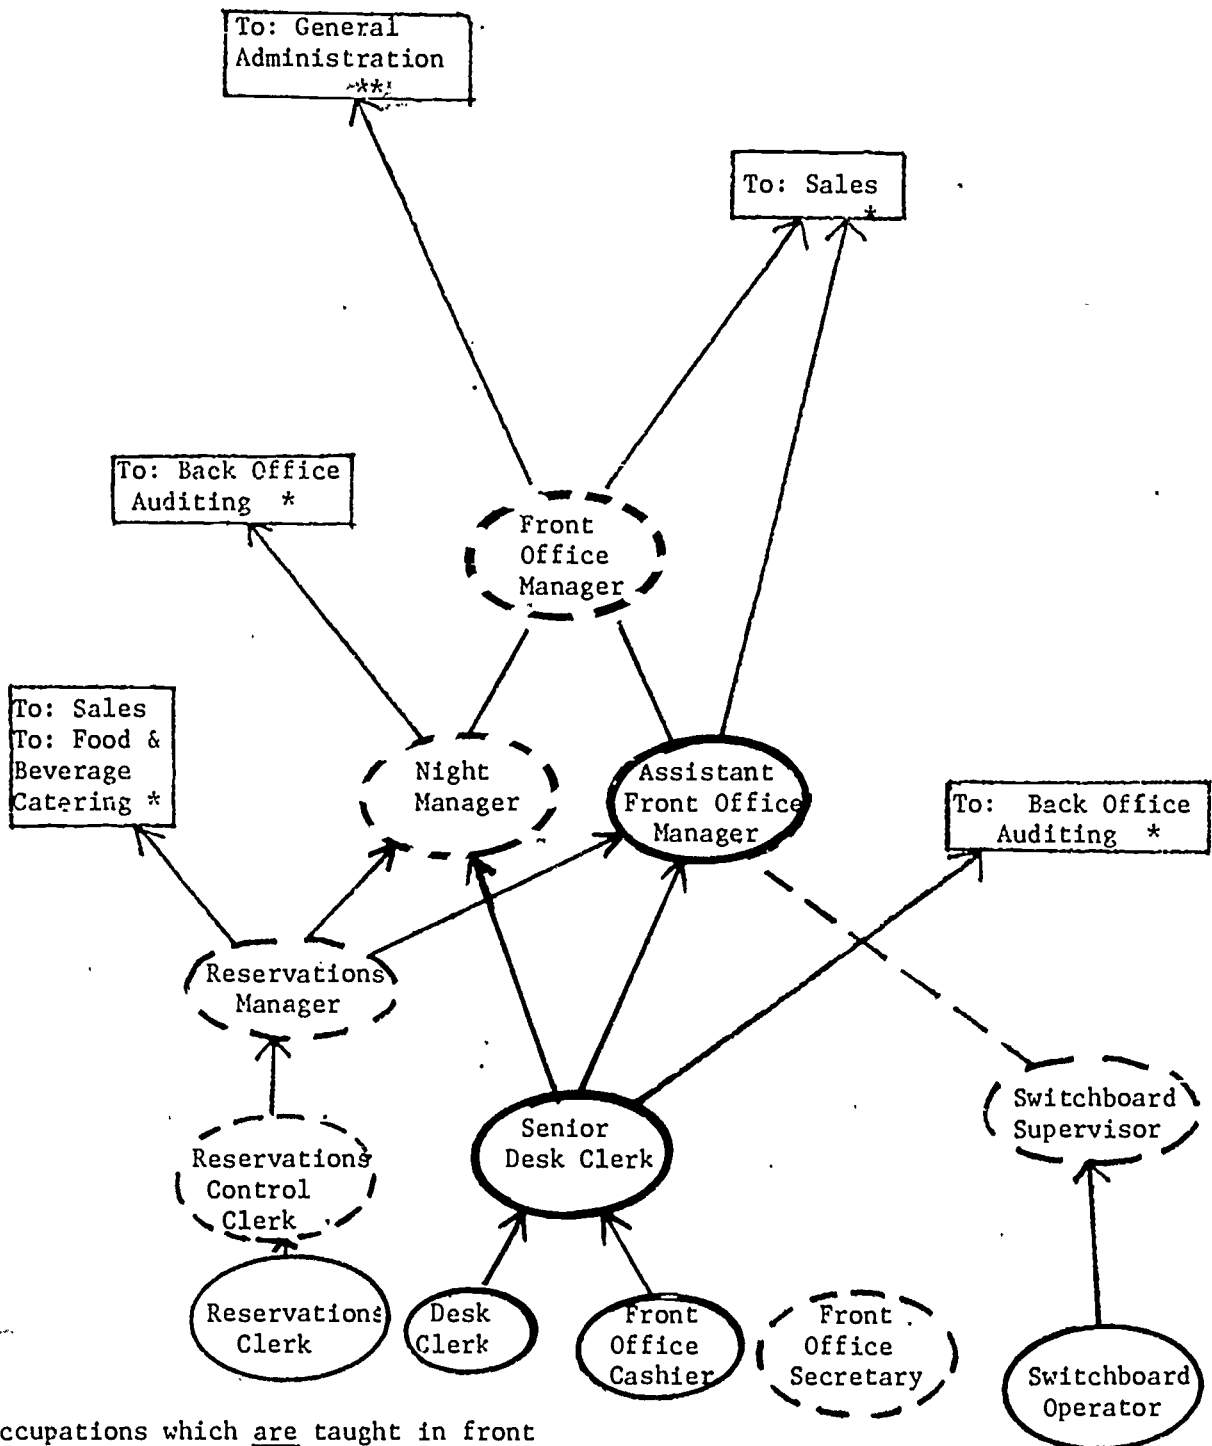 To: General
Administration
**
To: Sales
*
To: Back Office
Auditing *
Front
Office
Manager
To: Sales
To: Food &
Beverage
Catering *
Night
Manager
Assistant
Front Office
Manager
To: Back Office
Auditing *
Reservations
Manager
Senior
Desk Clerk
Switchboard
Supervisor
Reservations
Control
Clerk
Reservations
Clerk
Desk
Clerk
Front
Office
Cashier
Front
Office
Secretary
Switchboard
Operator
ccupations which are taught in front